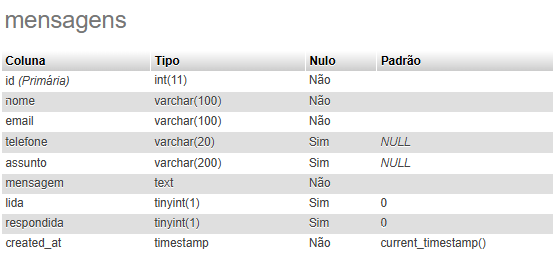 mensagens
Coluna Tipo Nulo Padrão
id (Primária) int(11) Não
nome varchar(100) Não
email varchar(100) Não
telefone varchar(20) Sim NULL
assunto varchar(200) Sim NULL
mensagem text Não
lida tinyint(1) Sim 0
respondida tinyint(1) Sim 0
created_at timestamp Não current_timestamp()